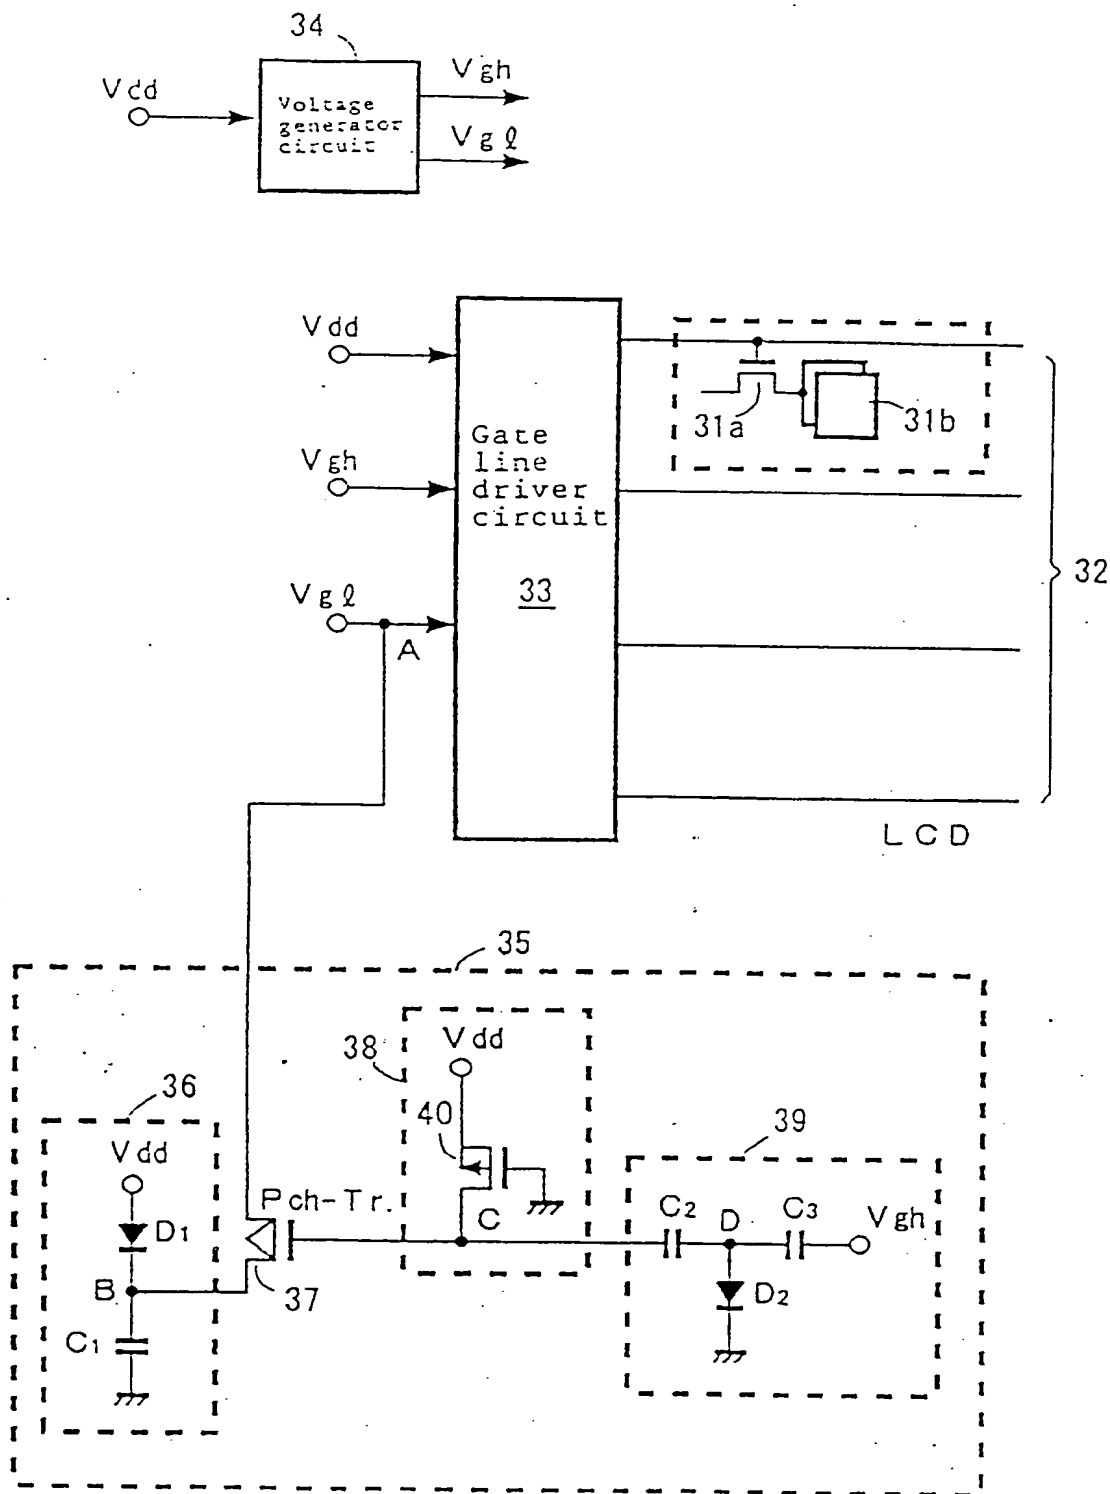 34
Vdd
Vgh
Voltage
generator
circuit
Vgℓ
Vdd
31a
31b
Vgh
Gate
line
driver
circuit
32
Vgℓ
33
A
LCD
35
38
Vdd
36
40
39
Vdd
Pch-Tr.
C
C2
D
C3
Vgh
D1
37
B
D2
C1